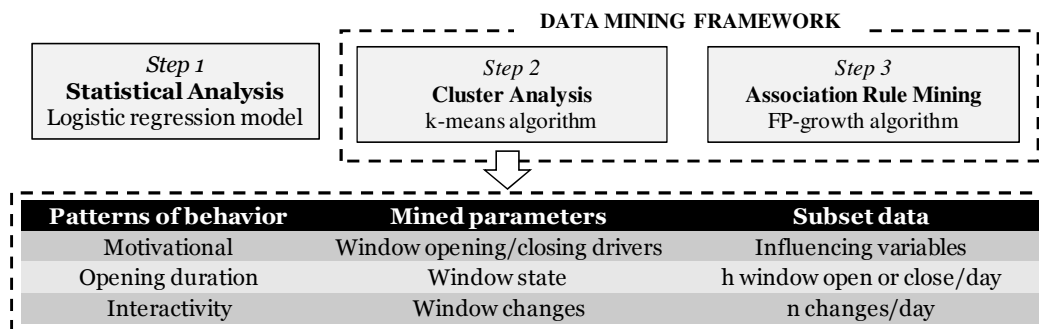 DATA MINING FRAMEWORK
Step 1
Statistical Analysis
Logistic regression model
Step 2
Cluster Analysis
k-means algorithm
Step 3
Association Rule Mining
FP-growth algorithm
Patterns of behavior Mined parameters Subset data
Motivational Window opening/closing drivers Influencing variables
Opening duration Window state h window open or close/day
Interactivity Window changes n changes/day